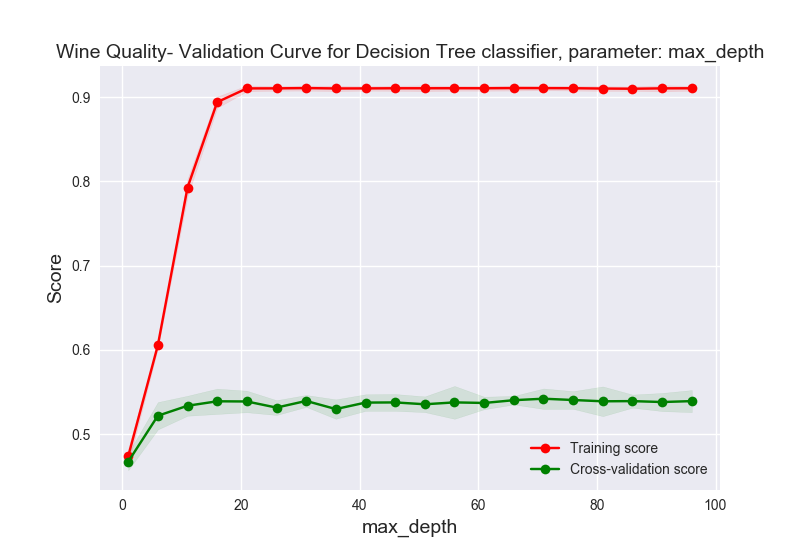 Wine Quality- Validation Curve for Decision Tree classifier, parameter: max_depth
0.9
0.8
0.7
0.6
0.5
Score
Training score
Cross-validation score
0 20 40 60 80 100
max_depth